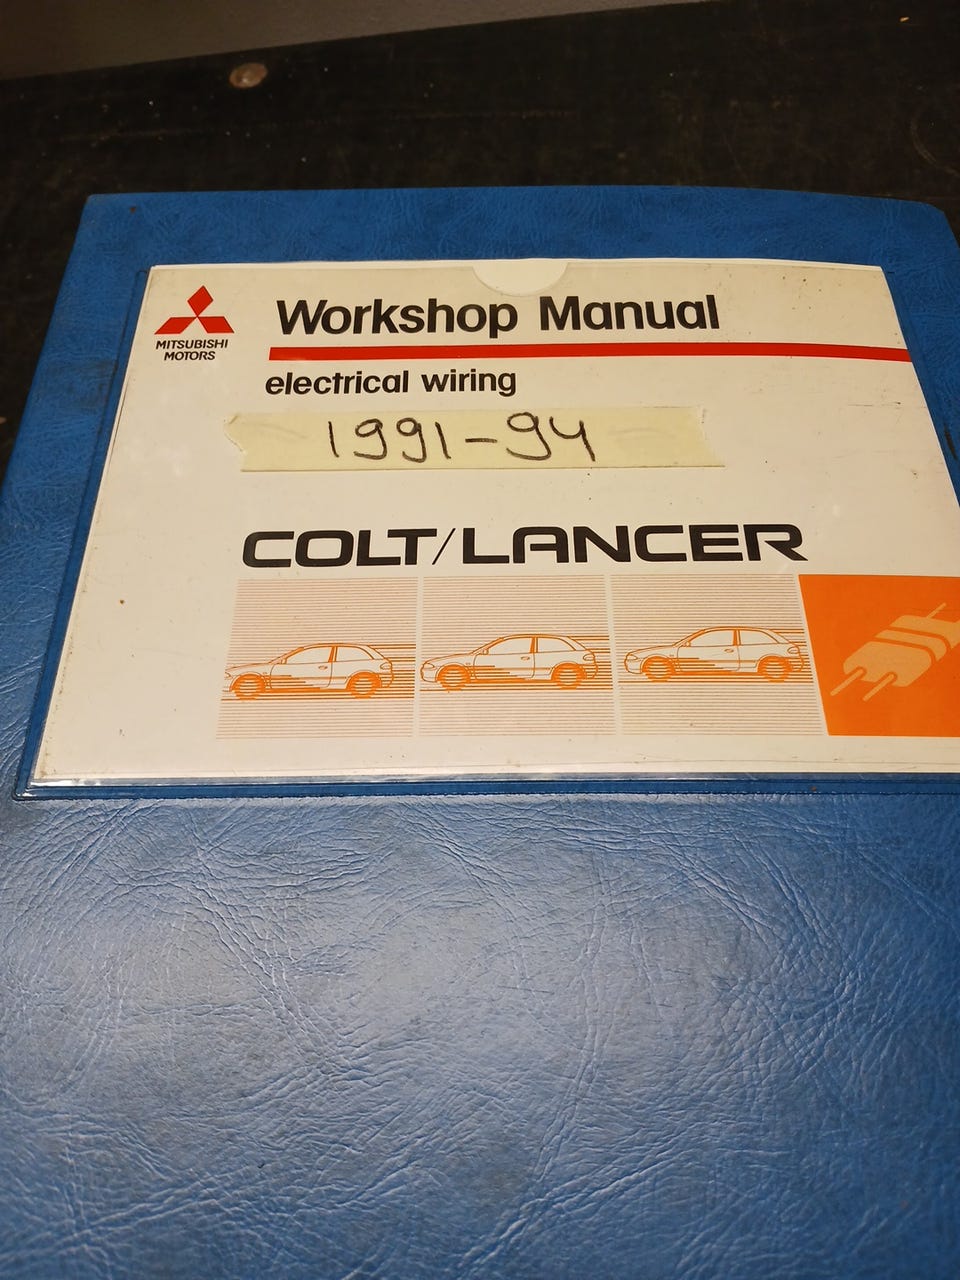 Workshop Manual
MITSUBISHI
MOTORS
electrical wiring
1991-94
COLT/LANCER